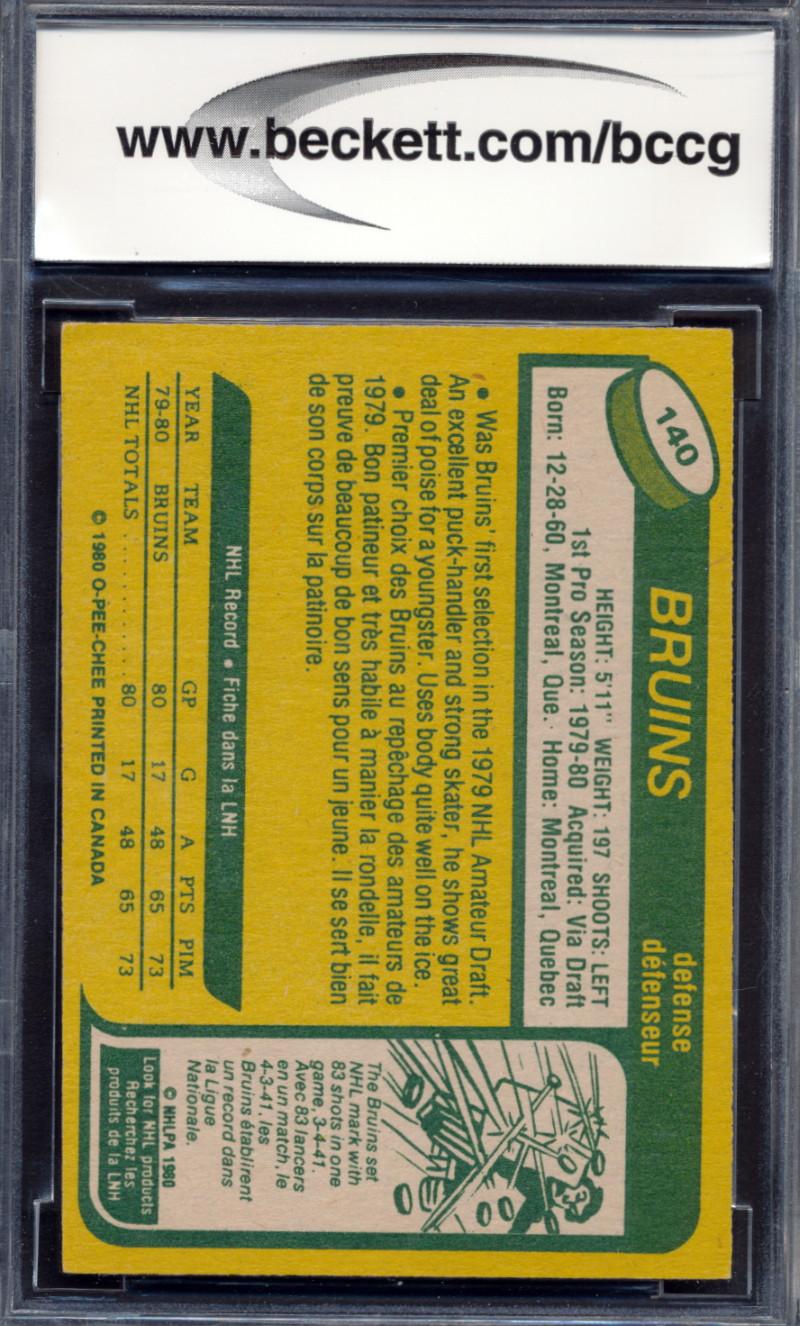 www.beckett.com/bccg
140
BRUINS
defense
défenseur
HEIGHT: 5'11" WEIGHT: 197 SHOOTS: LEFT
1st Pro Season: 1979-80 Acquired: Via Draft
Born: 12-28-60, Montreal, Que. Home: Montreal, Quebec
• Was Bruins' first selection in the 1979 NHL Amateur Draft.
An excellent puck-handler and strong skater, he shows great
deal of poise for a youngster. Uses body quite well on the ice.
• Premier choix des Bruins au repêchage des amateurs de
1979. Bon patineur et très habile à manier la rondelle, il fait
preuve de beaucoup de bon sens pour un jeune. Il se sert bien
de son corps sur la patinoire.
NHL Record • Fiche dans la LNH
YEAR TEAM GP G A PTS PIM
79-80 BRUINS 80 17 48 65 73
NHL TOTALS .......... 80 17 48 65 73
© 1980 O-PEE-CHEE PRINTED IN CANADA
The Bruins set
NHL mark with
83 shots in one
game, 3-4-41.
Avec 83 lancers
en un match, le
4-3-41, les
Bruins établirent
un record dans
la Ligue
Nationale.
© NHLPA 1980
Look for NHL products
Recherchez les
produits de la LNH